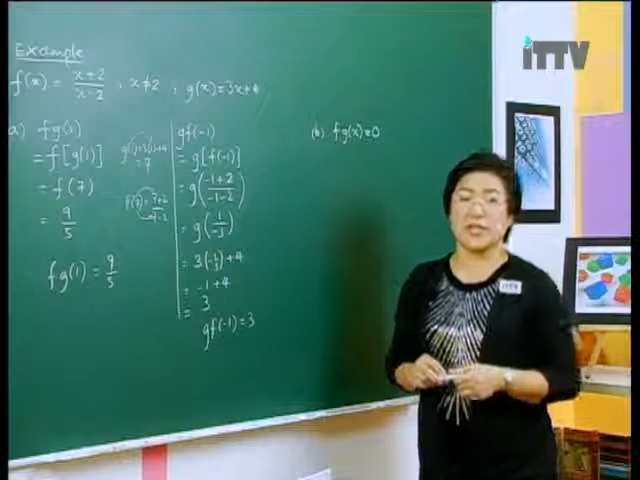 iTTV
Example
f(x) = x+2/x-2 , x≠2 ; g(x)=3x+4
a) fg(1)
= f[g(1)]
= f(7)
= 9/5
fg(1) = 9/5
g(1)=3(1)+4
= 7
f(7)= 7+2/7-2
gf(-1)
= g[f(-1)]
= g(-1+2/-1-2)
= g(1/-3)
= 3(-1/3)+4
= -1+4
= 3
gf(-1)=3
(b) fg(x)=0